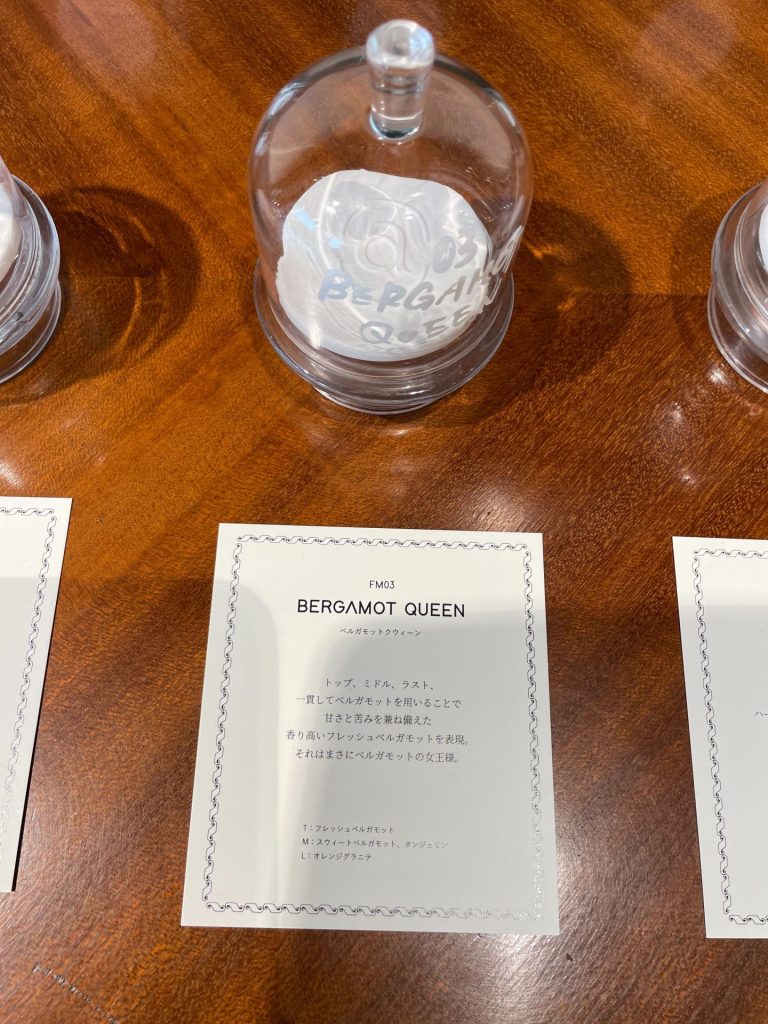 a
03
BERGAMOT
QUEEN
FM03
BERGAMOT QUEEN
ベルガモットクウィーン
トップ、ミドル、ラスト、
一貫してベルガモットを用いることで
甘さと苦みを兼ね備えた
香り高いフレッシュベルガモットを表現。
それはまさにベルガモットの女王様。
T：フレッシュベルガモット
M：スウィートベルガモット、タンジェリン
L：オレンジグラニテ
ハー